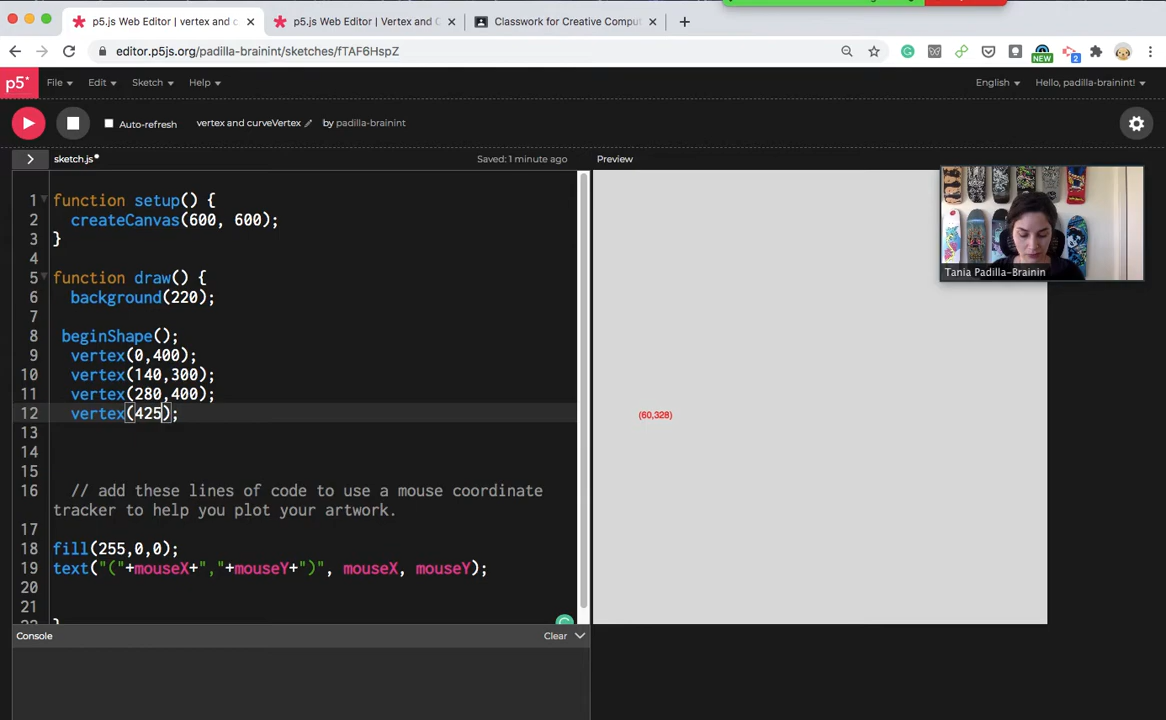 p5.js Web Editor | vertex and c
p5.js Web Editor | Vertex and C
Classwork for Creative Comput
editor.p5js.org/padilla-brainint/sketches/fTAF6HspZ
NEW
2
p5*
File
Edit
Sketch
Help
English
Hello, padilla-brainint!
Auto-refresh
vertex and curveVertex
by padilla-brainint
sketch.js
Saved: 1 minute ago
Preview
1 function setup() {
2 createCanvas(600, 600);
3 }
4
5 function draw() {
6 background(220);
7
8 beginShape();
9 vertex(0,400);
10 vertex(140,300);
11 vertex(280,400);
12 vertex(425);
13
14
15
16 // add these lines of code to use a mouse coordinate
tracker to help you plot your artwork.
17
18 fill(255,0,0);
19 text("("+mouseX+","+mouseY+")", mouseX, mouseY);
20
21
22 }
(60,328)
Tania Padilla-Brainin
Console
Clear